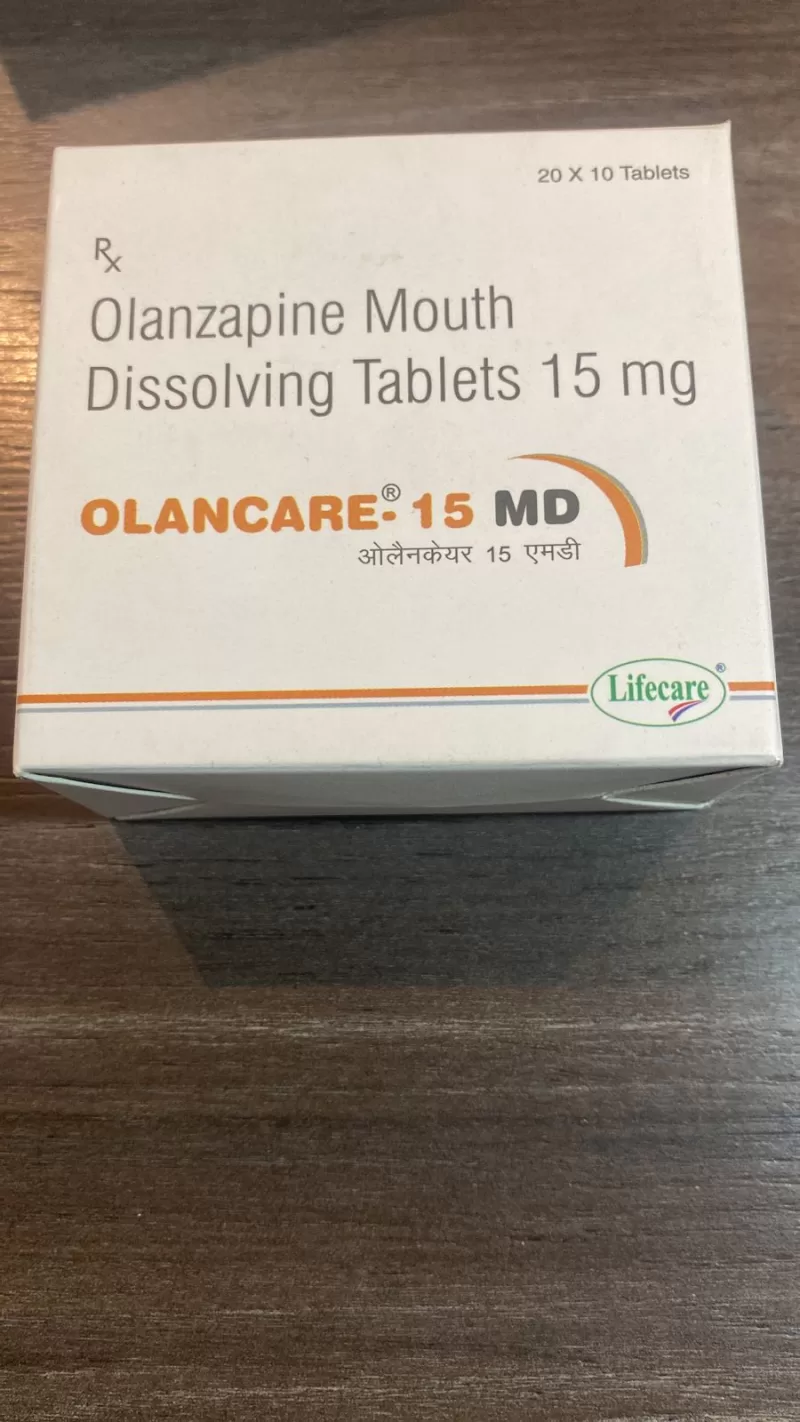 20 X 10 Tablets
Rx
Olanzapine Mouth
Dissolving Tablets 15 mg
OLANCARE®-15 MD
ओलैनकेयर 15 एमडी
Lifecare®